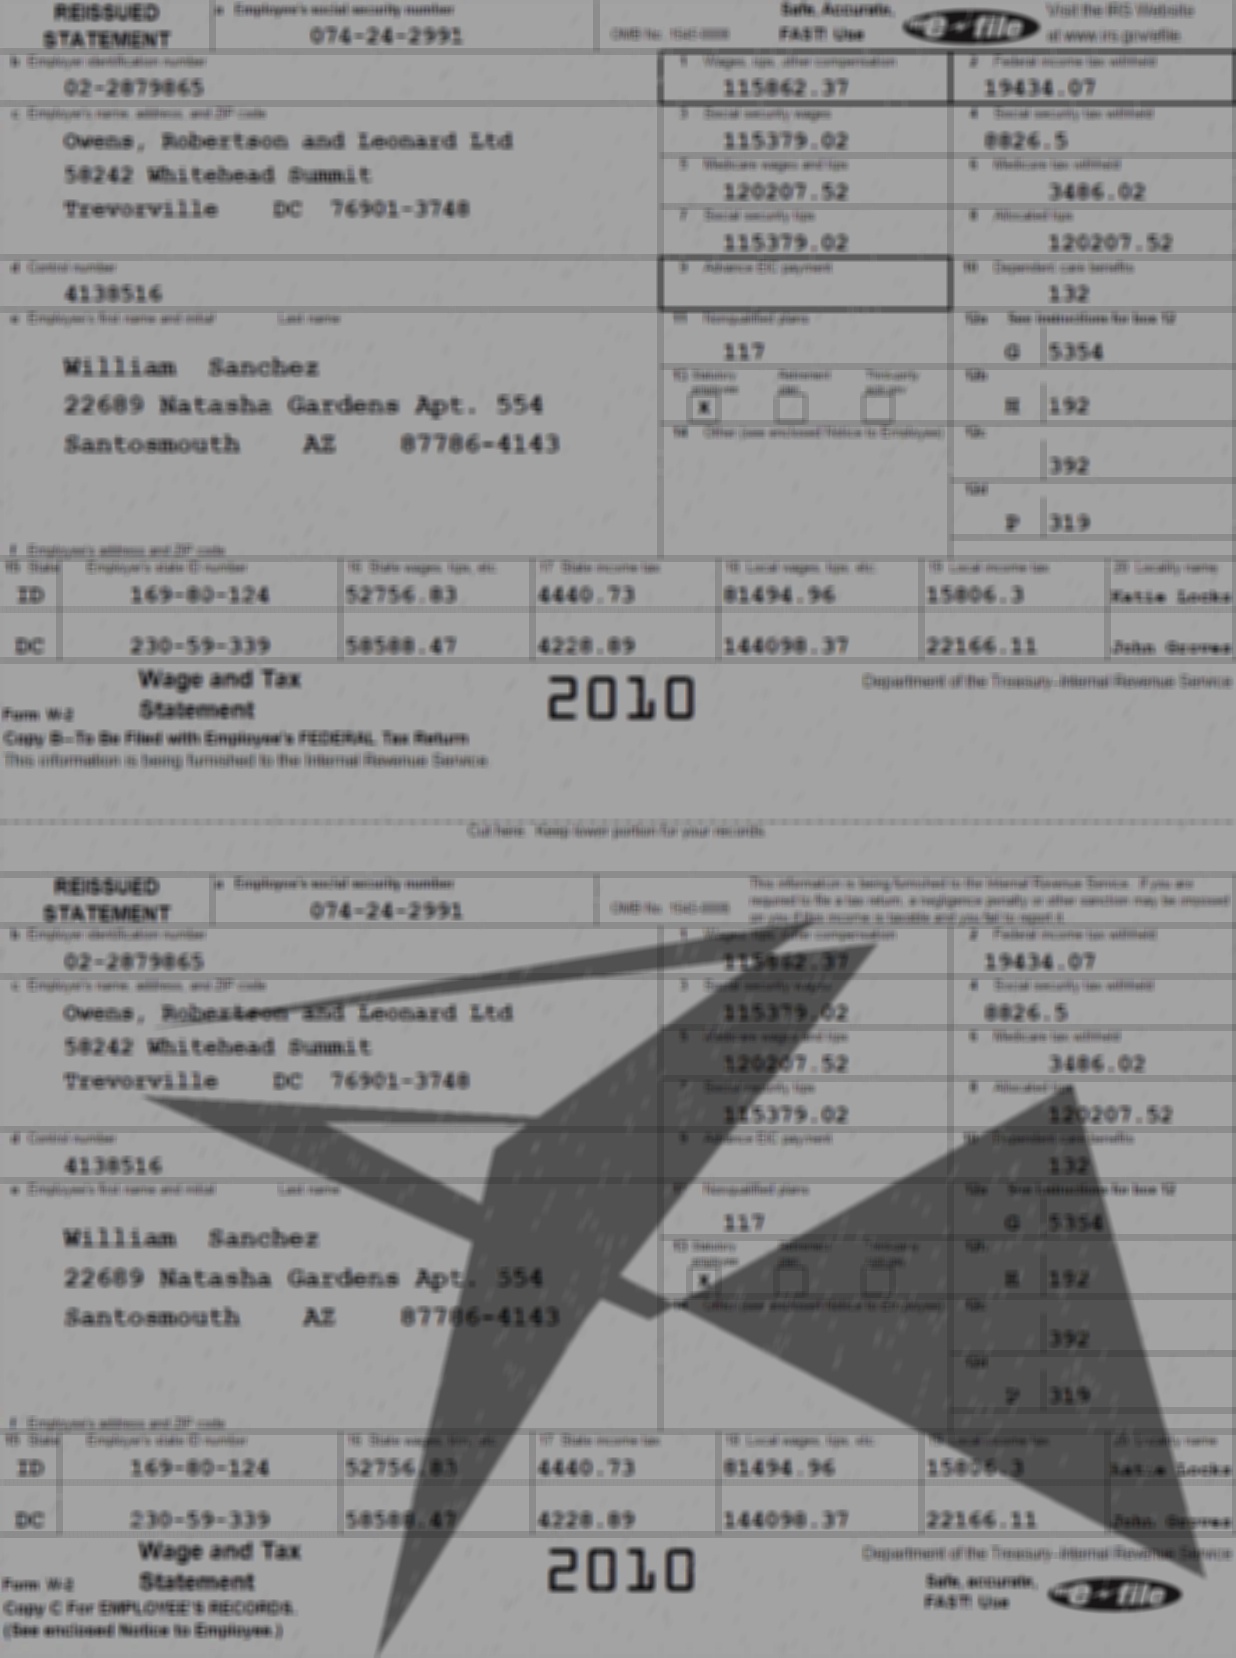 REISSUED STATEMENT
a Employee's social security number
074-24-2991
OMB No. 1545-0008
Safe, Accurate, FAST! Use
e-file
Visit the IRS Website at www.irs.gov/efile.
b Employer identification number
02-2879865
1 Wages, tips, other compensation
115862.37
2 Federal income tax withheld
19434.07
c Employer's name, address, and ZIP code
Owens, Robertson and Leonard Ltd
58242 Whitehead Summit
Trevorville DC 76901-3748
3 Social security wages
115379.02
4 Social security tax withheld
8826.5
5 Medicare wages and tips
120207.52
6 Medicare tax withheld
3486.02
7 Social security tips
115379.02
8 Allocated tips
120207.52
d Control number
4138516
9 Advance EIC payment
10 Dependent care benefits
132
e Employee's first name and initial Last name
William Sanchez
22689 Natasha Gardens Apt. 554
Santosmouth AZ 87786-4143
11 Nonqualified plans
117
12a See instructions for box 12
G 5354
13 Statutory employee
Retirement plan
Third-party sick pay
X
12b
H 192
14 Other (see enclosed Notice to Employee)
12c
392
12d
P 319
f Employee's address and ZIP code
15 State Employer's state ID number 16 State wages, tips, etc. 17 State income tax 18 Local wages, tips, etc. 19 Local income tax 20 Locality name
ID 169-80-124 52756.83 4440.73 81494.96 15806.3 Katie Locks
DC 230-59-339 58588.47 4228.89 144098.37 22166.11 John Groves
Wage and Tax Statement
Form W-2
2010
Department of the Treasury-Internal Revenue Service
Copy B-To Be Filed with Employee's FEDERAL Tax Return
This information is being furnished to the Internal Revenue Service.
Cut here. Keep lower portion for your records.
REISSUED STATEMENT
a Employee's social security number
074-24-2991
OMB No. 1545-0008
This information is being furnished to the Internal Revenue Service. If you are
required to file a tax return, a negligence penalty or other sanction may be imposed
on you if this income is taxable and you fail to report it.
b Employer identification number
02-2879865
1 Wages, tips, other compensation
115862.37
2 Federal income tax withheld
19434.07
c Employer's name, address, and ZIP code
Owens, Robertson and Leonard Ltd
58242 Whitehead Summit
Trevorville DC 76901-3748
3 Social security wages
115379.02
4 Social security tax withheld
8826.5
5 Medicare wages and tips
120207.52
6 Medicare tax withheld
3486.02
7 Social security tips
115379.02
8 Allocated tips
120207.52
d Control number
4138516
9 Advance EIC payment
10 Dependent care benefits
132
e Employee's first name and initial Last name
William Sanchez
22689 Natasha Gardens Apt. 554
Santosmouth AZ 87786-4143
11 Nonqualified plans
117
12a See instructions for box 12
G 5354
13 Statutory employee
X
H 192
14 Other (see enclosed Notice to Employee)
12c
392
12d
P 319
f Employee's address and ZIP code
15 State Employer's state ID number 16 State wages, tips, etc. 17 State income tax 18 Local wages, tips, etc. 19 Local income tax 20 Locality name
ID 169-80-124 52756.83 4440.73 81494.96 15806.3 Katie Locks
DC 230-59-339 58588.47 4228.89 144098.37 22166.11 John Groves
Wage and Tax Statement
Form W-2
2010
Department of the Treasury-Internal Revenue Service
Copy C For EMPLOYEE'S RECORDS.
(See enclosed Notice to Employee.)
Safe, accurate, FAST! Use
e-file